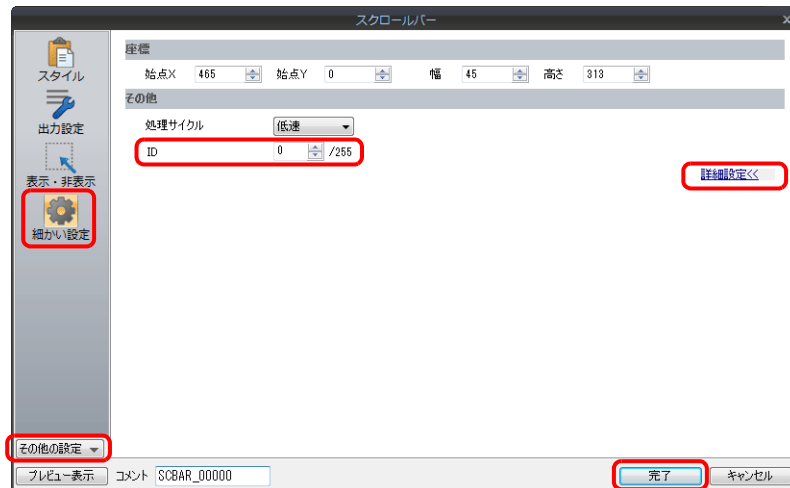 スクロールバー
座標
始点X 465 始点Y 0 幅 45 高さ 313
その他
処理サイクル 低速
ID 0 /255
詳細設定<<
スタイル
出力設定
表示・非表示
細かい設定
その他の設定
プレビュー表示 コメント SCBAR_00000 完了 キャンセル